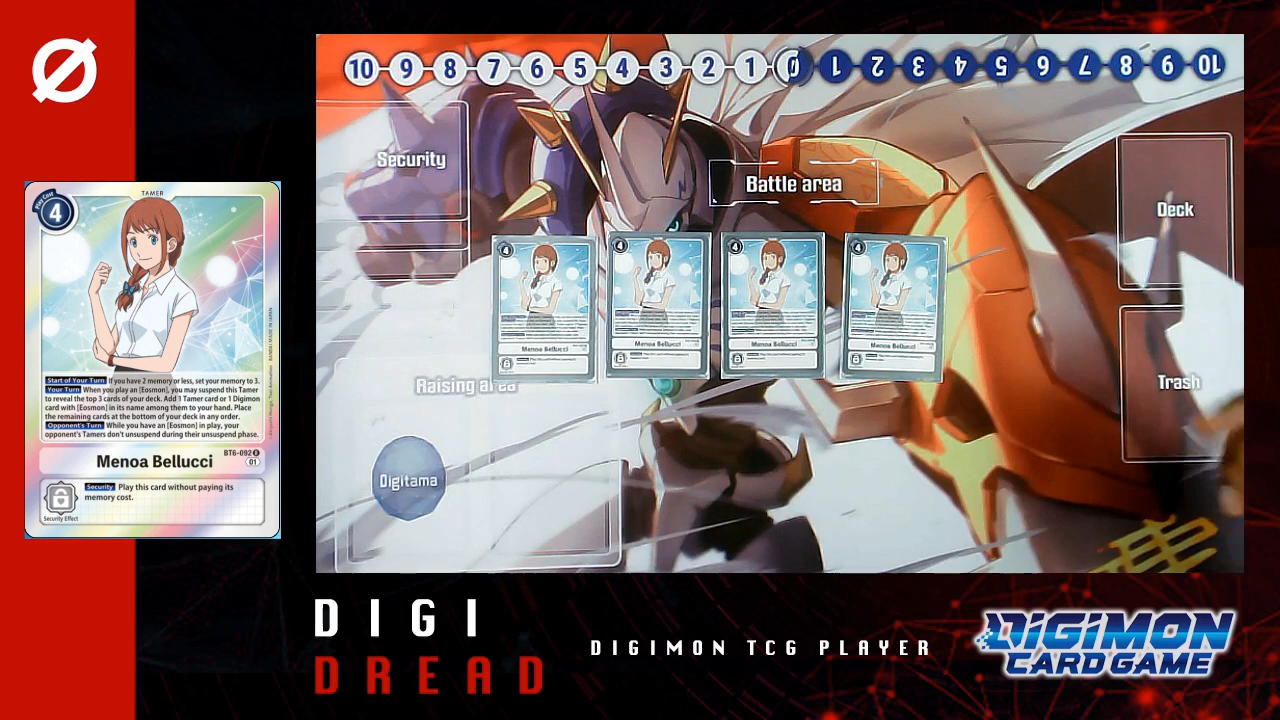 10 9 8 7 6 5 4 3 2 1 0 1 2 3 4 5 6 7 8 9 10
Security
Battle area
Deck
Raising area
Trash
Digitama
Play Cost
4
TAMER
Start of Your Turn If you have 2 memory or less, set your memory to 3.
Your Turn When you play an [Eosmon], you may suspend this Tamer
to reveal the top 3 cards of your deck. Add 1 Tamer card or 1 Digimon
card with [Eosmon] in its name among them to your hand. Place
the remaining cards at the bottom of your deck in any order.
Opponent's Turn While you have an [Eosmon] in play, your
opponent's Tamers don't unsuspend during their unsuspend phase.
BT6-092 R
Menoa Bellucci
01
Security Play this card without paying its
memory cost.
Security Effect
4
4
4
4
Menoa Bellucci
Menoa Bellucci
Menoa Bellucci
Menoa Bellucci
DIGI
DREAD
DIGIMON TCG PLAYER
DIGIMON
CARD GAME